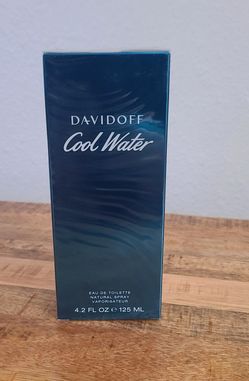 DAVIDOFF
Cool Water
EAU DE TOILETTE
NATURAL SPRAY
VAPORISATEUR
4.2 FL OZ ℮ 125 ML